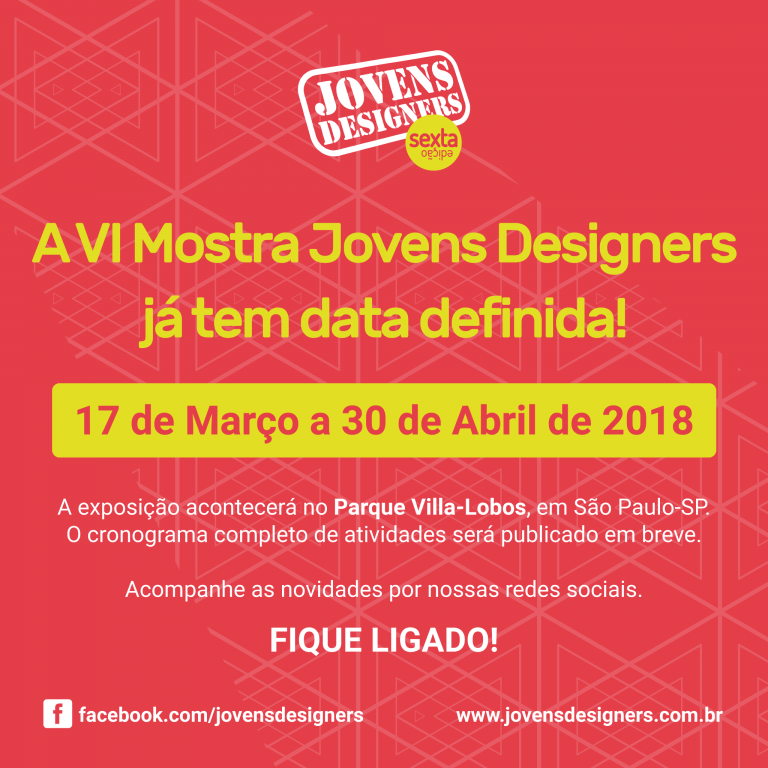 JOVENS
DESIGNERS
sexta
edição
A VI Mostra Jovens Designers
já tem data definida!
17 de Março a 30 de Abril de 2018
A exposição acontecerá no Parque Villa-Lobos, em São Paulo-SP.
O cronograma completo de atividades será publicado em breve.
Acompanhe as novidades por nossas redes sociais.
FIQUE LIGADO!
facebook.com/jovensdesigners
www.jovensdesigners.com.br